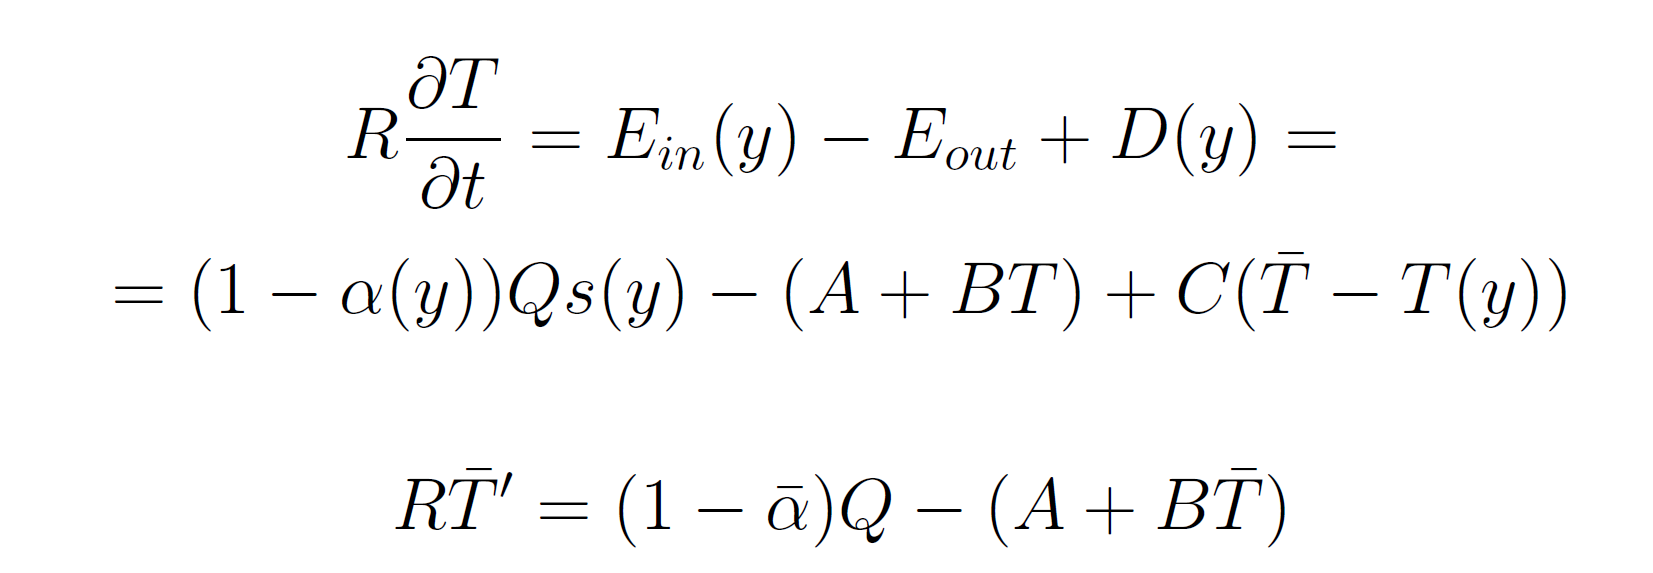 R ∂T/∂t = E_in(y) − E_out + D(y) =
= (1 − α(y))Qs(y) − (A + BT) + C(T̄ − T(y))
RT̄′ = (1 − ᾱ)Q − (A + BT̄)